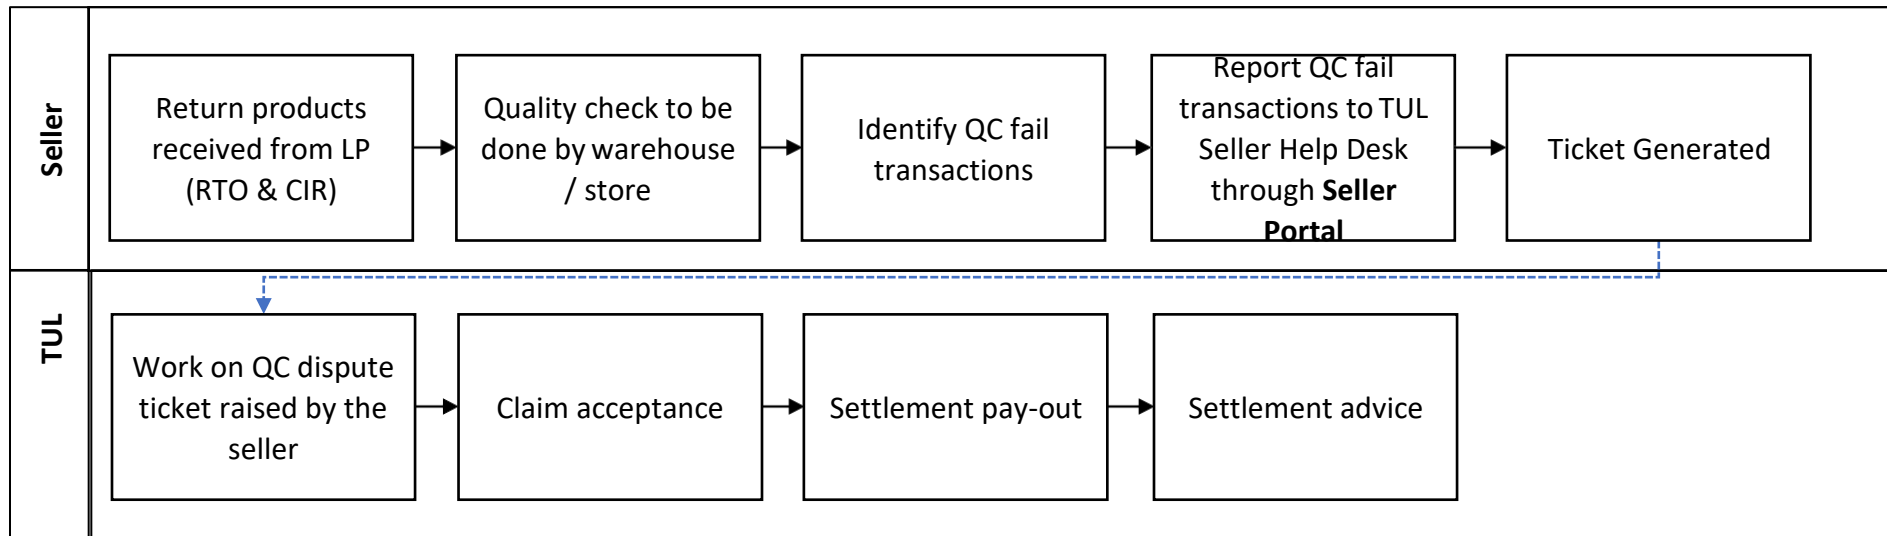 Seller
Return products
received from LP
(RTO & CIR)
Quality check to be
done by warehouse
/ store
Identify QC fail
transactions
Report QC fail
transactions to TUL
Seller Help Desk
through Seller
Portal
Ticket Generated
TUL
Work on QC dispute
ticket raised by the
seller
Claim acceptance
Settlement pay-out
Settlement advice